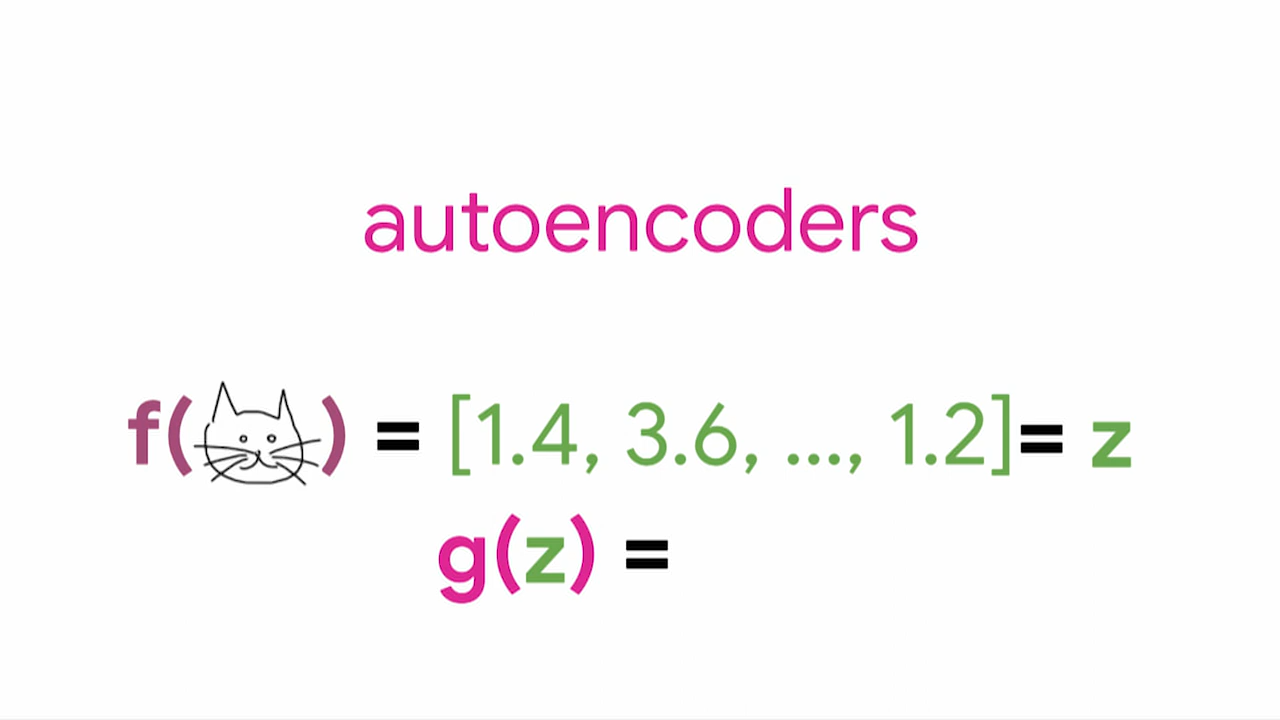 autoencoders
f( ) = [1.4, 3.6, ..., 1.2] = z
g(z) =